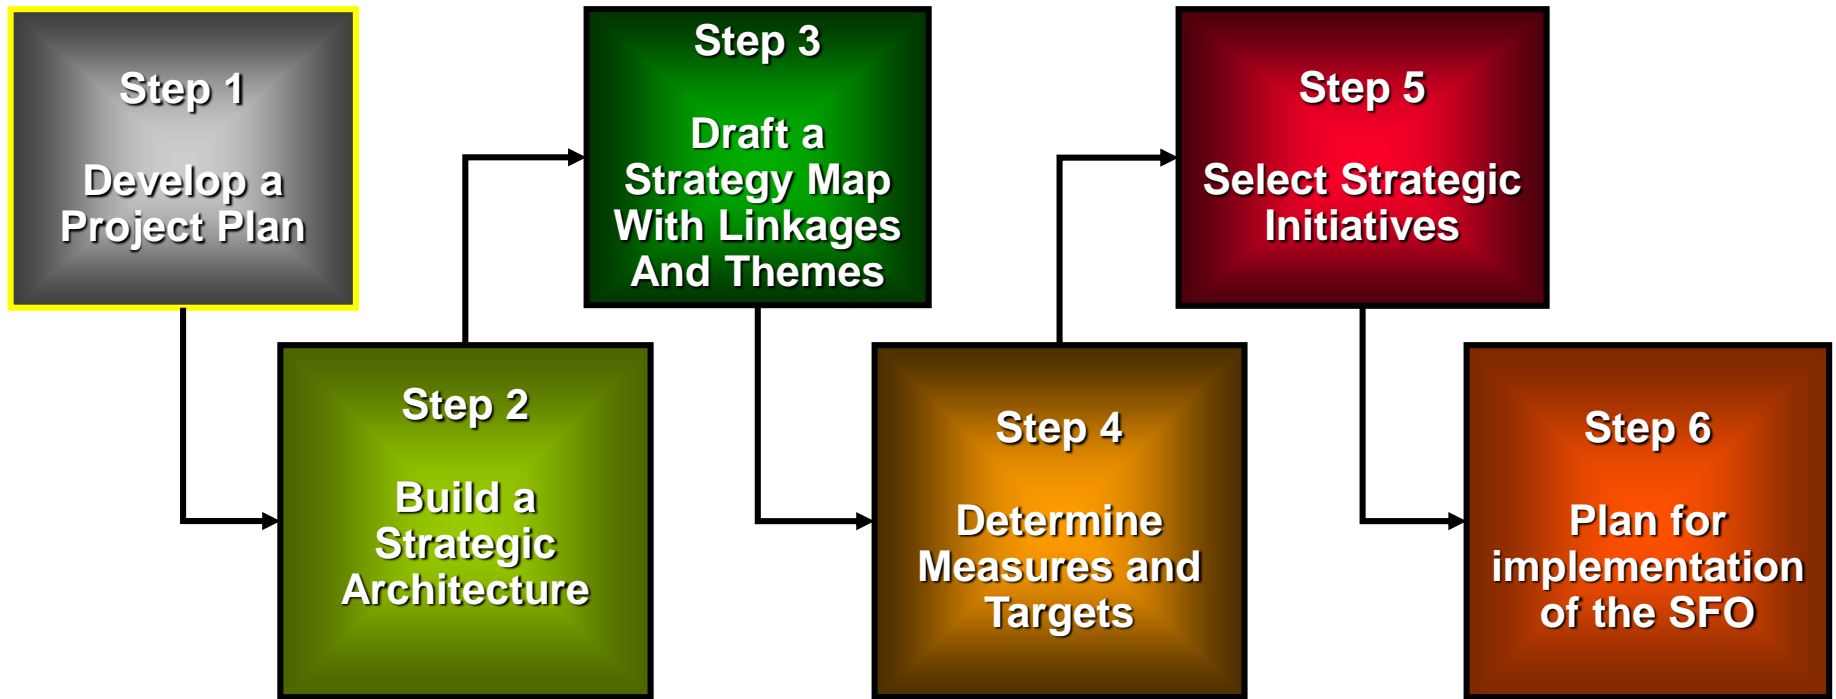 Step 1
Develop a
Project Plan
Step 2
Build a
Strategic
Architecture
Step 3
Draft a
Strategy Map
With Linkages
And Themes
Step 4
Determine
Measures and
Targets
Step 5
Select Strategic
Initiatives
Step 6
Plan for
implementation
of the SFO